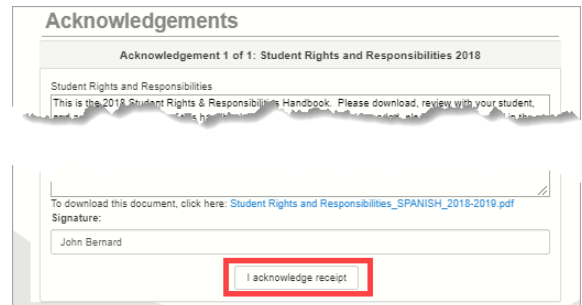 Acknowledgements
Acknowledgement 1 of 1: Student Rights and Responsibilities 2018
Student Rights and Responsibilities
This is the 2018 Student Rights & Responsibilities Handbook. Please download, review with your student,
To download this document, click here: Student Rights and Responsibilities_SPANISH_2018-2019.pdf
Signature:
John Bernard
I acknowledge receipt